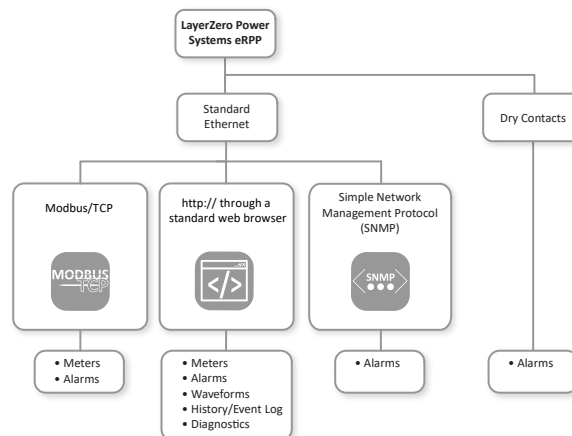 LayerZero Power
Systems eRPP
Standard
Ethernet
Dry Contacts
Modbus/TCP
http:// through a
standard web browser
Simple Network
Management Protocol
(SNMP)
MODBUS
TCP
</>
SNMP
• Meters
• Alarms
• Meters
• Alarms
• Waveforms
• History/Event Log
• Diagnostics
• Alarms
• Alarms